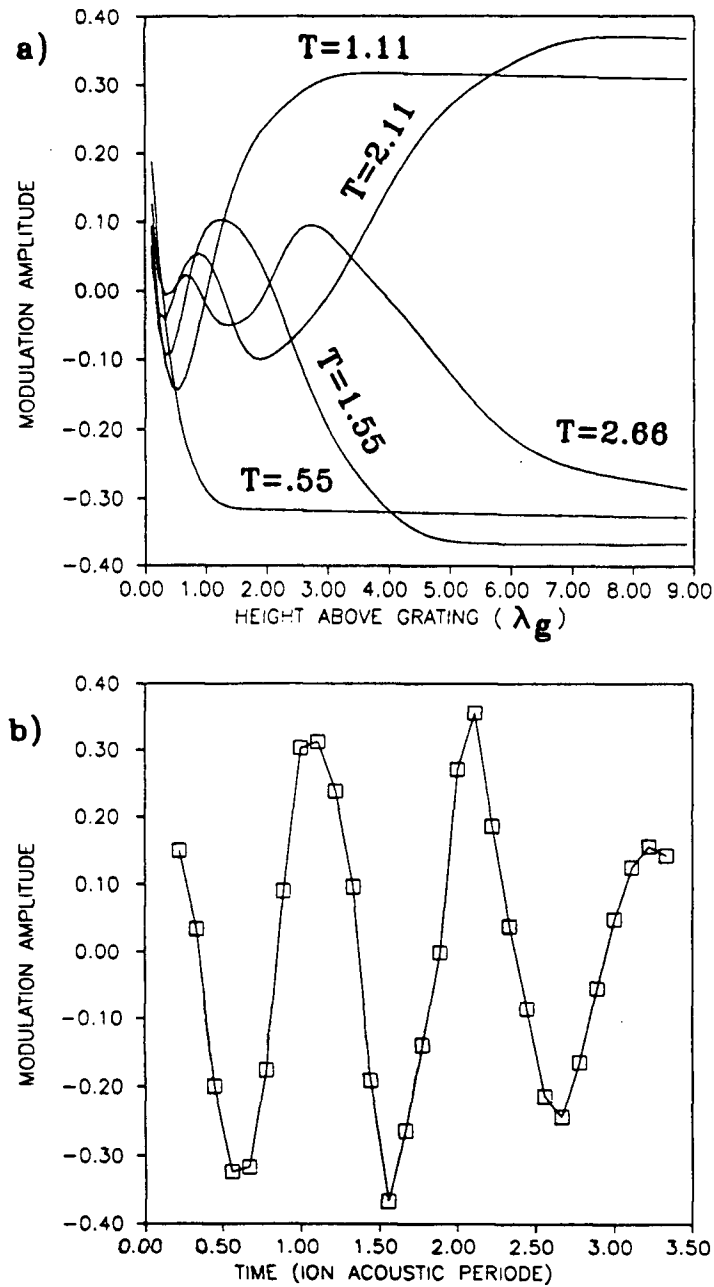 a)
0.40
0.30
0.20
0.10
0.00
-0.10
-0.20
-0.30
-0.40
MODULATION AMPLITUDE
T=1.11
T=2.11
T=1.55
T=.55
T=2.66
0.00 1.00 2.00 3.00 4.00 5.00 6.00 7.00 8.00 9.00
HEIGHT ABOVE GRATING (λg)
b)
0.40
0.30
0.20
0.10
0.00
-0.10
-0.20
-0.30
-0.40
MODULATION AMPLITUDE
0.00 0.50 1.00 1.50 2.00 2.50 3.00 3.50
TIME (ION ACOUSTIC PERIODE)